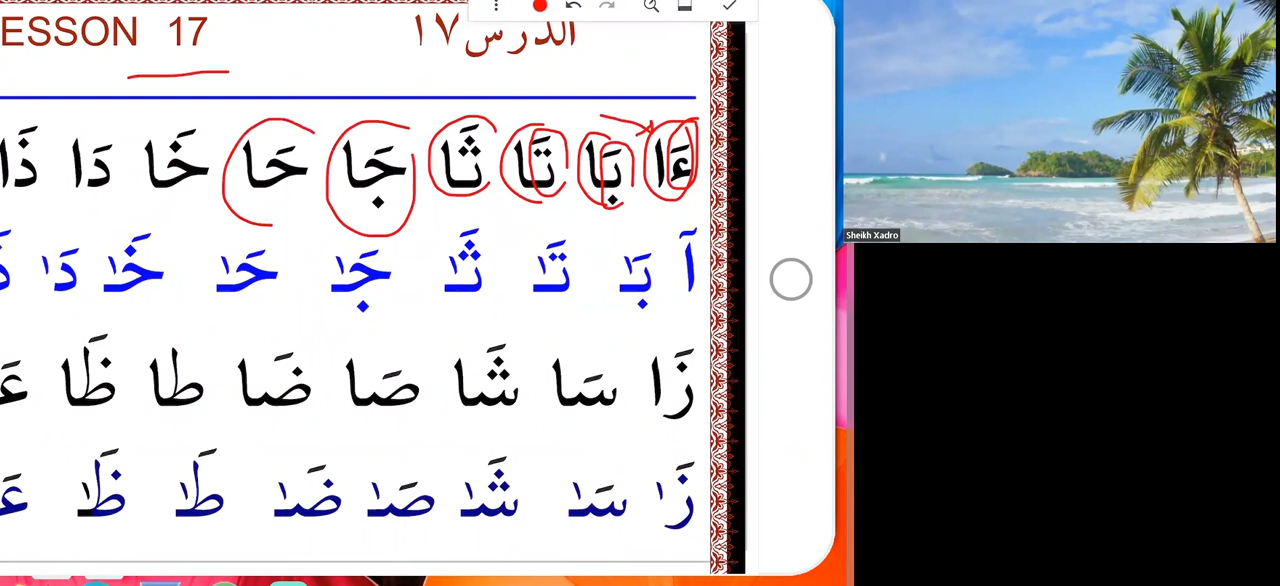 ESSON 17 الدرس ١٧
ءَا بَا تَا ثَا جَا حَا خَا دَا ذَا
آ بَـٰ تَـٰ ثَـٰ جَـٰ حَـٰ خَـٰ دَٰ
زَا سَا شَا صَا ضَا طَا ظَا عَ
زَٰ سَـٰ شَـٰ صَـٰ ضَـٰ طَـٰ ظَـٰ عَ
Sheikh Xadro